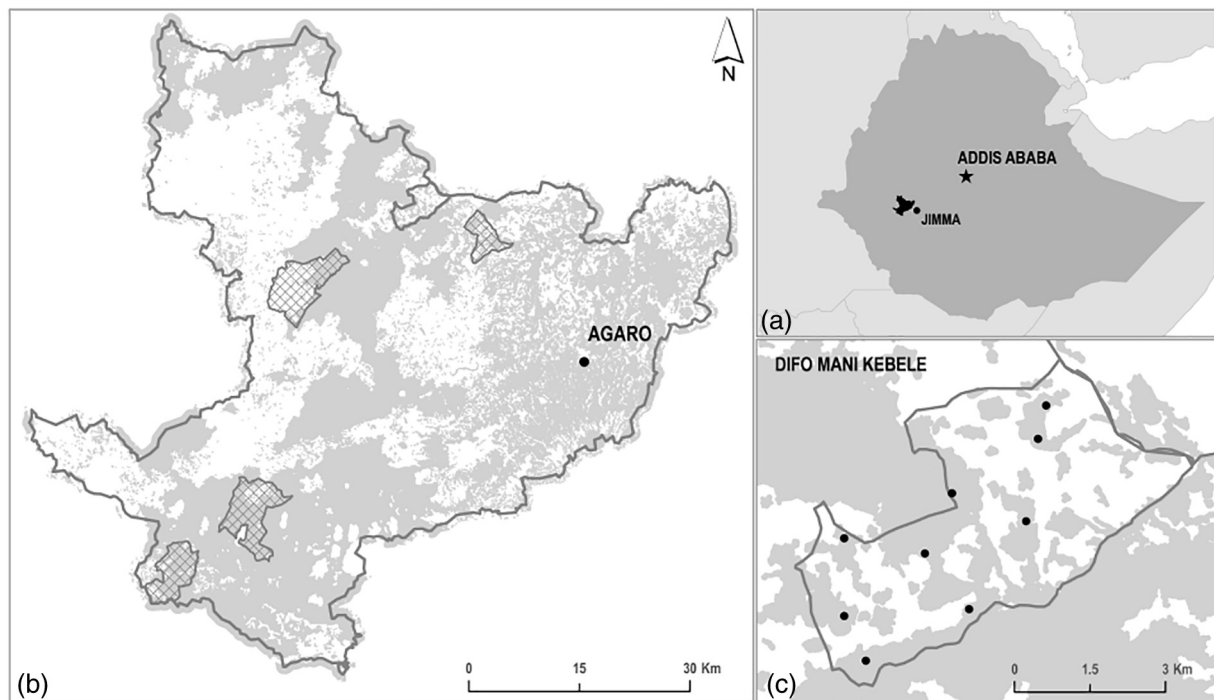 N
AGARO
0 15 30 Km
(b)
ADDIS ABABA
JIMMA
(a)
DIFO MANI KEBELE
0 1.5 3 Km
(c)